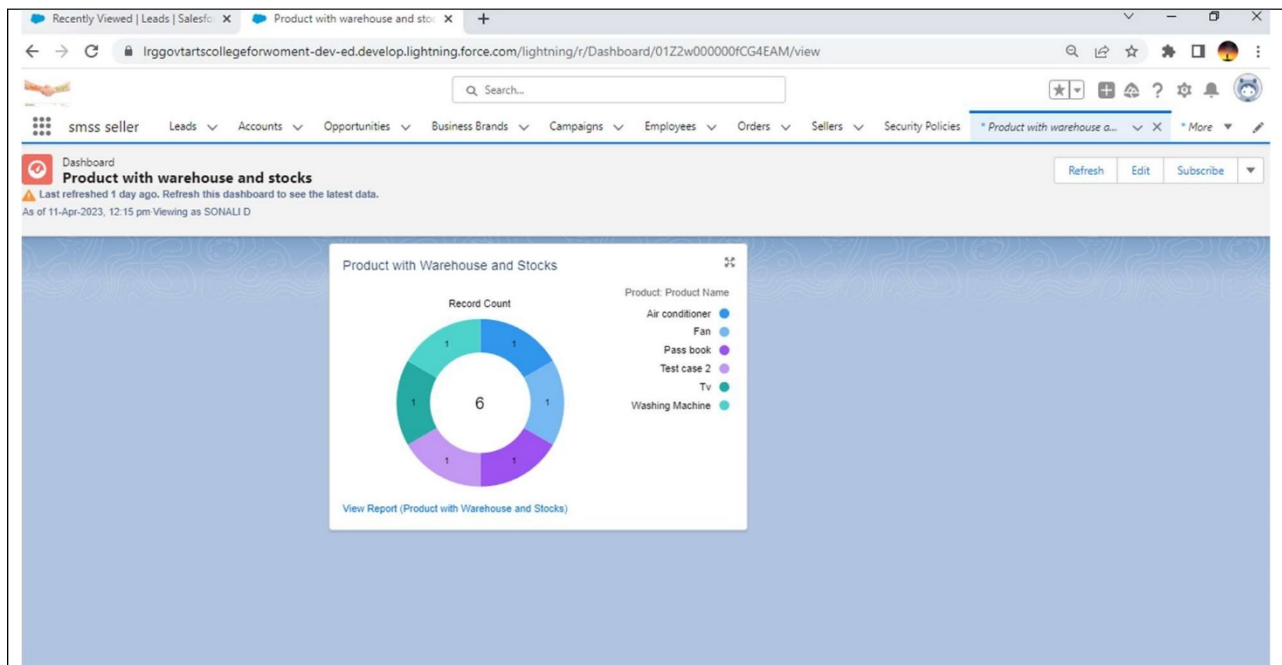 Recently Viewed | Leads | Salesfo X
Product with warehouse and stoc X +
lrggovtartscollegeforwoment-dev-ed.develop.lightning.force.com/lightning/r/Dashboard/01Z2w000000fCG4EAM/view
Search...
smss seller Leads Accounts Opportunities Business Brands Campaigns Employees Orders Sellers Security Policies * Product with warehouse a... X * More
Dashboard
Product with warehouse and stocks
Refresh Edit Subscribe
Last refreshed 1 day ago. Refresh this dashboard to see the latest data.
As of 11-Apr-2023, 12:15 pm·Viewing as SONALI D
Product with Warehouse and Stocks
Record Count
1
1
1
1
1
1
6
Product: Product Name
Air conditioner
Fan
Pass book
Test case 2
Tv
Washing Machine
View Report (Product with Warehouse and Stocks)